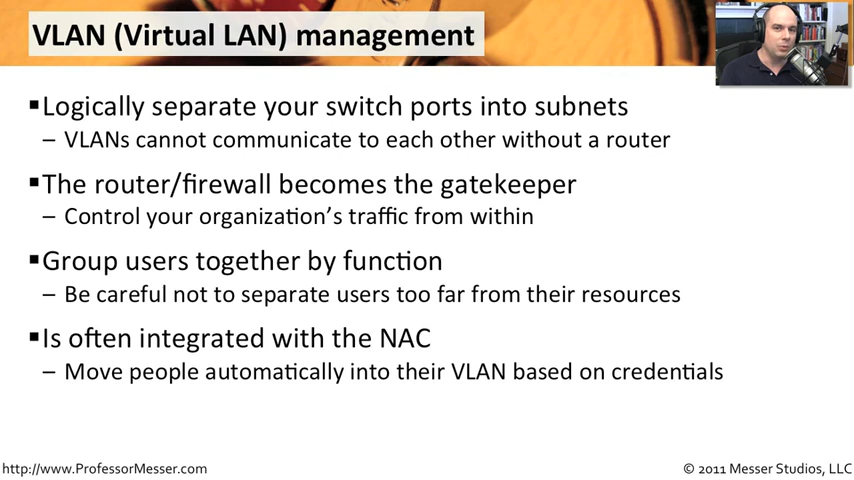 VLAN (Virtual LAN) management
▪Logically separate your switch ports into subnets
– VLANs cannot communicate to each other without a router
▪The router/firewall becomes the gatekeeper
– Control your organization’s traffic from within
▪Group users together by function
– Be careful not to separate users too far from their resources
▪Is often integrated with the NAC
– Move people automatically into their VLAN based on credentials
http://www.ProfessorMesser.com
© 2011 Messer Studios, LLC